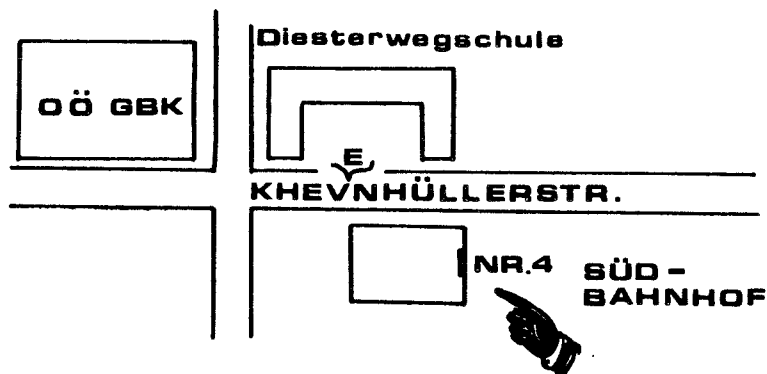 Diesterwegschule
OÖ GBK
E
KHEVNHÜLLERSTR.
NR.4
SÜD-
BAHNHOF